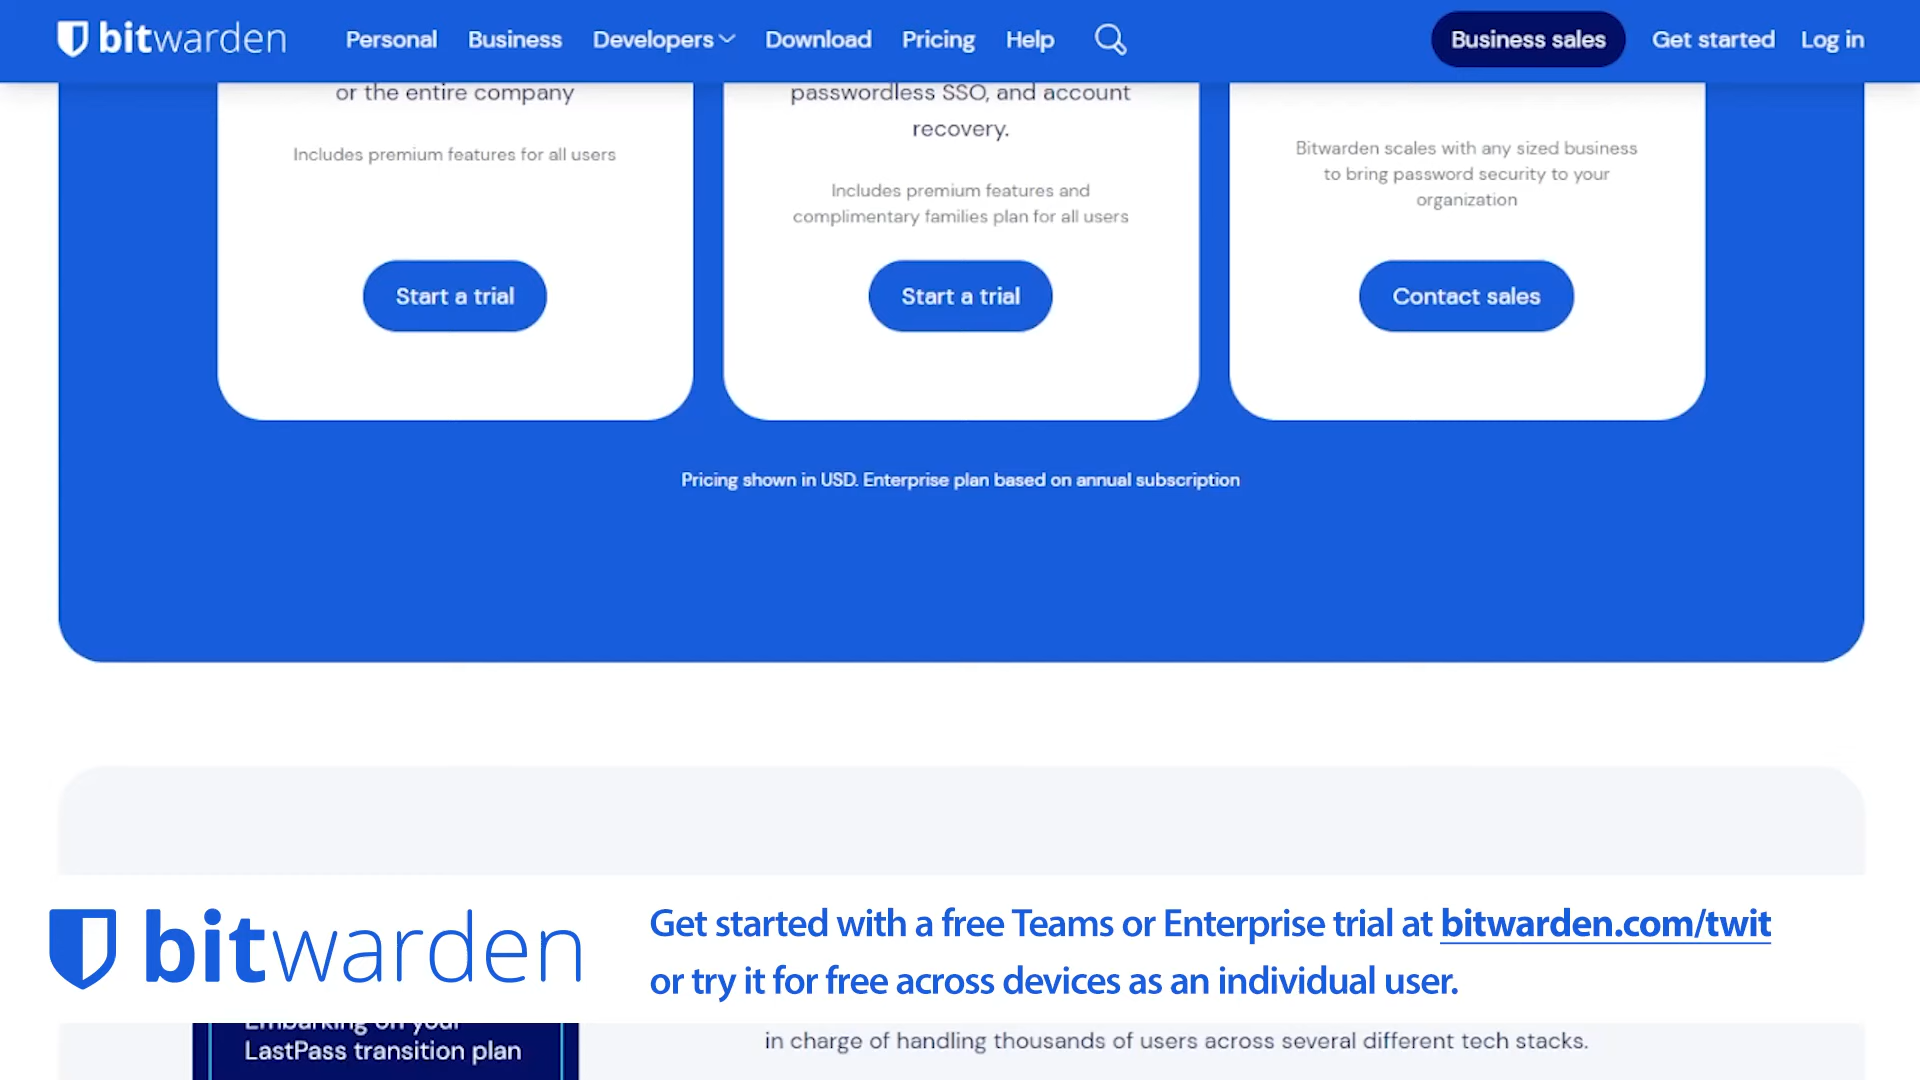 bitwarden
Personal
Business
Developers
Download
Pricing
Help
Business sales
Get started
Log in
or the entire company
Includes premium features for all users
Start a trial
passwordless SSO, and account
recovery.
Includes premium features and
complimentary families plan for all users
Start a trial
Bitwarden scales with any sized business
to bring password security to your
organization
Contact sales
Pricing shown in USD. Enterprise plan based on annual subscription
bitwarden
Get started with a free Teams or Enterprise trial at bitwarden.com/twit
or try it for free across devices as an individual user.
Embarking on your
LastPass transition plan
in charge of handling thousands of users across several different tech stacks.